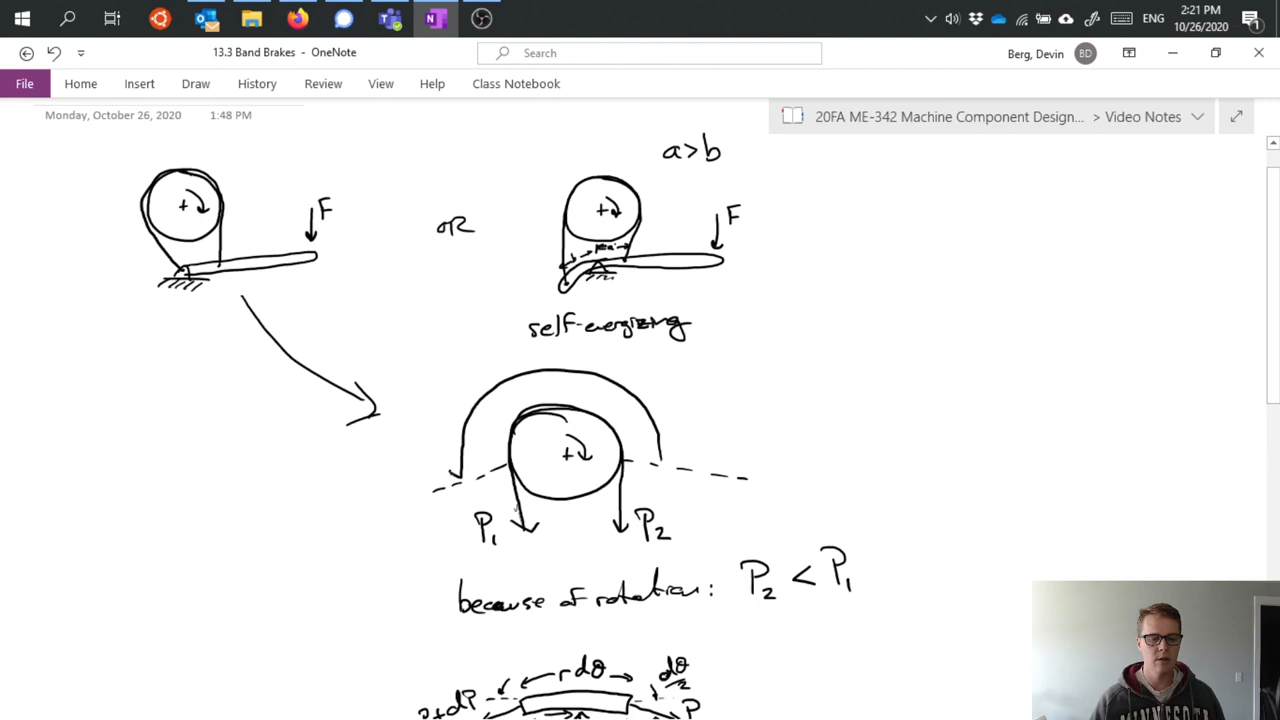 2:21 PM
ENG
10/26/2020
13.3 Band Brakes - OneNote
Search
Berg, Devin
BD
File
Home
Insert
Draw
History
Review
View
Help
Class Notebook
Monday, October 26, 2020
1:48 PM
20FA ME-342 Machine Component Design... > Video Notes
a>b
F
OR
F
b
a
self-energizing
P₁
P₂
because of rotation: P₂ < P₁
rdθ
dθ/2
P+dP
P